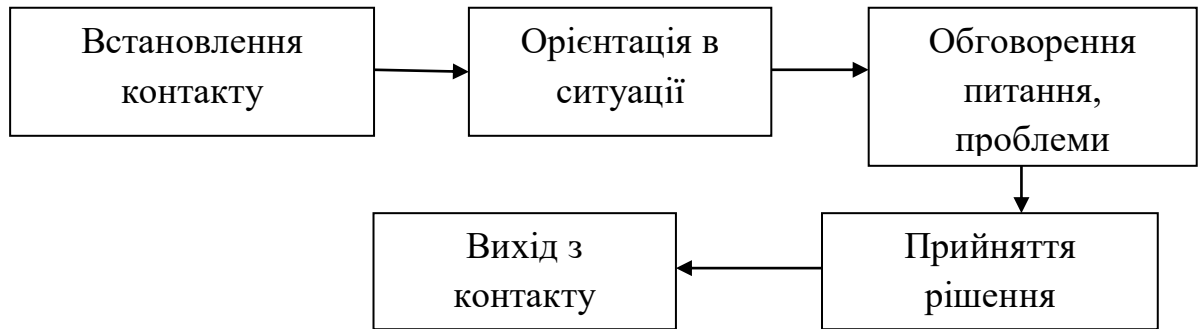 Встановлення
контакту
Орієнтація в
ситуації
Обговорення
питання,
проблеми
Прийняття
рішення
Вихід з
контакту